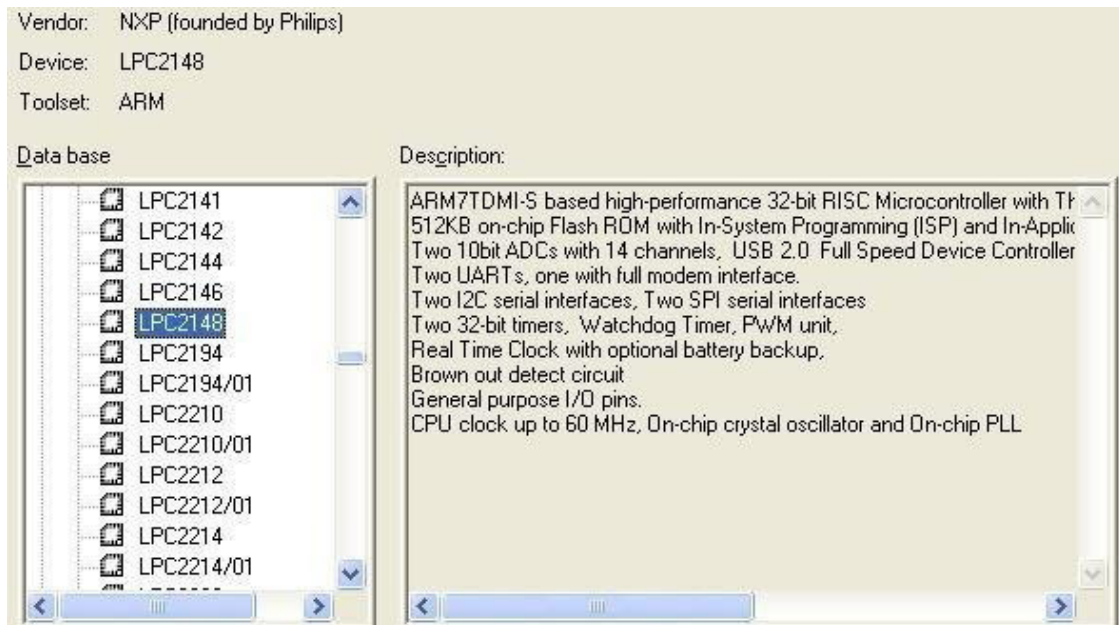 Vendor: NXP (founded by Philips)
Device: LPC2148
Toolset: ARM
Data base
LPC2141
LPC2142
LPC2144
LPC2146
LPC2148
LPC2194
LPC2194/01
LPC2210
LPC2210/01
LPC2212
LPC2212/01
LPC2214
LPC2214/01
Description:
ARM7TDMI-S based high-performance 32-bit RISC Microcontroller with
512KB on-chip Flash ROM with In-System Programming (ISP) and
Two 10bit ADCs with 14 channels, USB 2.0 Full Speed Device Controller
Two UARTs, one with full modem interface.
Two I2C serial interfaces, Two SPI serial interfaces
Two 32-bit timers, Watchdog Timer, PWM unit,
Real Time Clock with optional battery backup,
Brown out detect circuit
General purpose I/O pins.
CPU clock up to 60 MHz, On-chip crystal oscillator and On-chip PLL